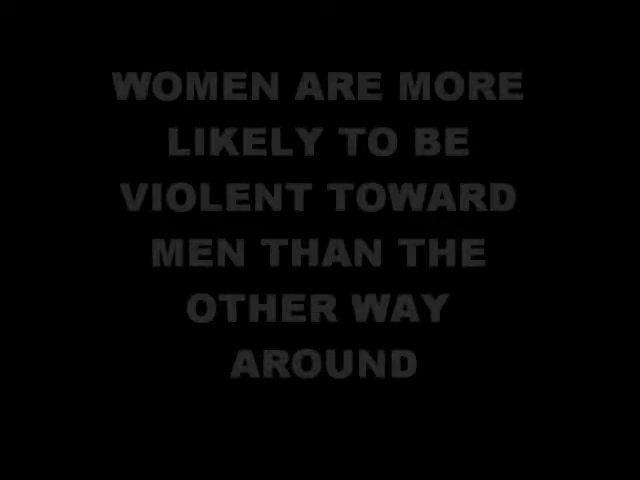 WOMEN ARE MORE
LIKELY TO BE
VIOLENT TOWARD
MEN THAN THE
OTHER WAY
AROUND